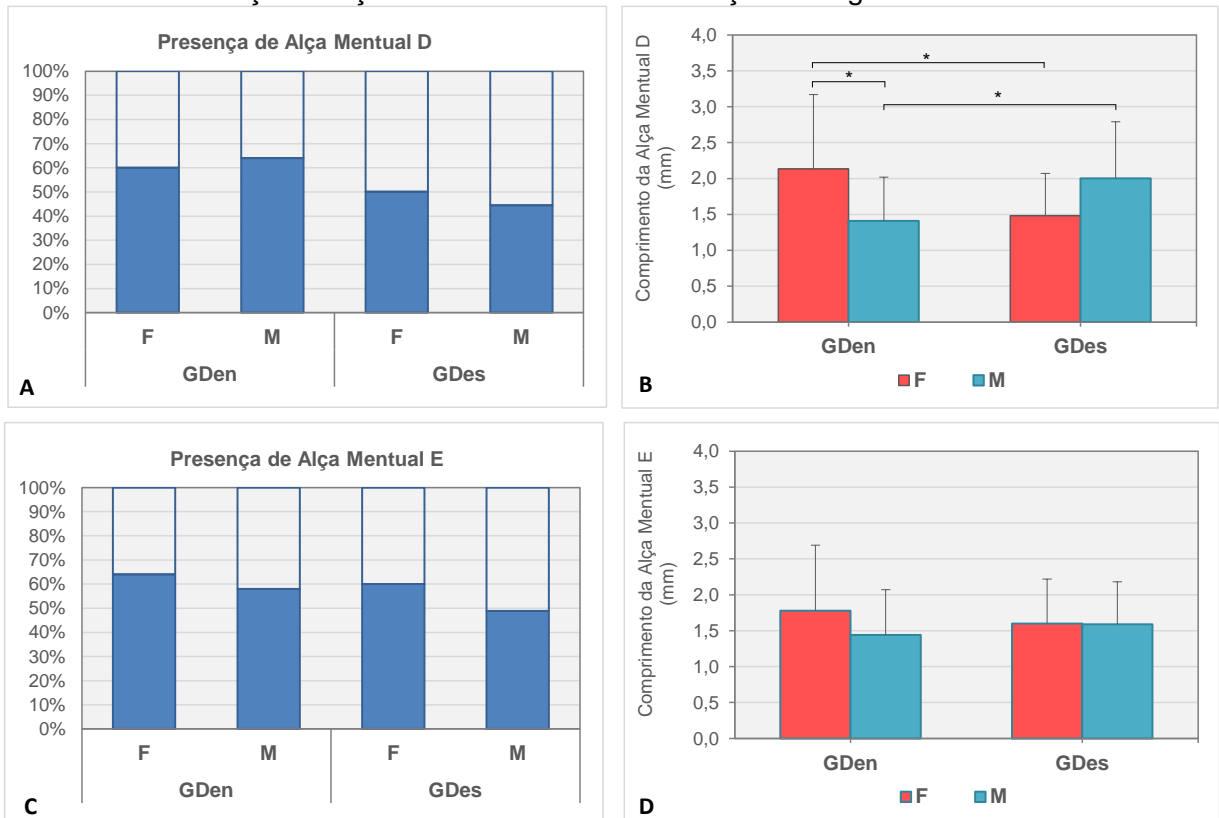 Presença de Alça Mentual D
100%
90%
80%
70%
60%
50%
40%
30%
20%
10%
0%
F M F M
GDen GDes
A
Comprimento da Alça Mentual D
(mm)
4,0
3,5
3,0
2,5
2,0
1,5
1,0
0,5
0,0
*
*
*
GDen GDes
F M
B
Presença de Alça Mentual E
100%
90%
80%
70%
60%
50%
40%
30%
20%
10%
0%
F M F M
GDen GDes
C
Comprimento da Alça Mentual E
(mm)
4,0
3,5
3,0
2,5
2,0
1,5
1,0
0,5
0,0
GDen GDes
F M
D